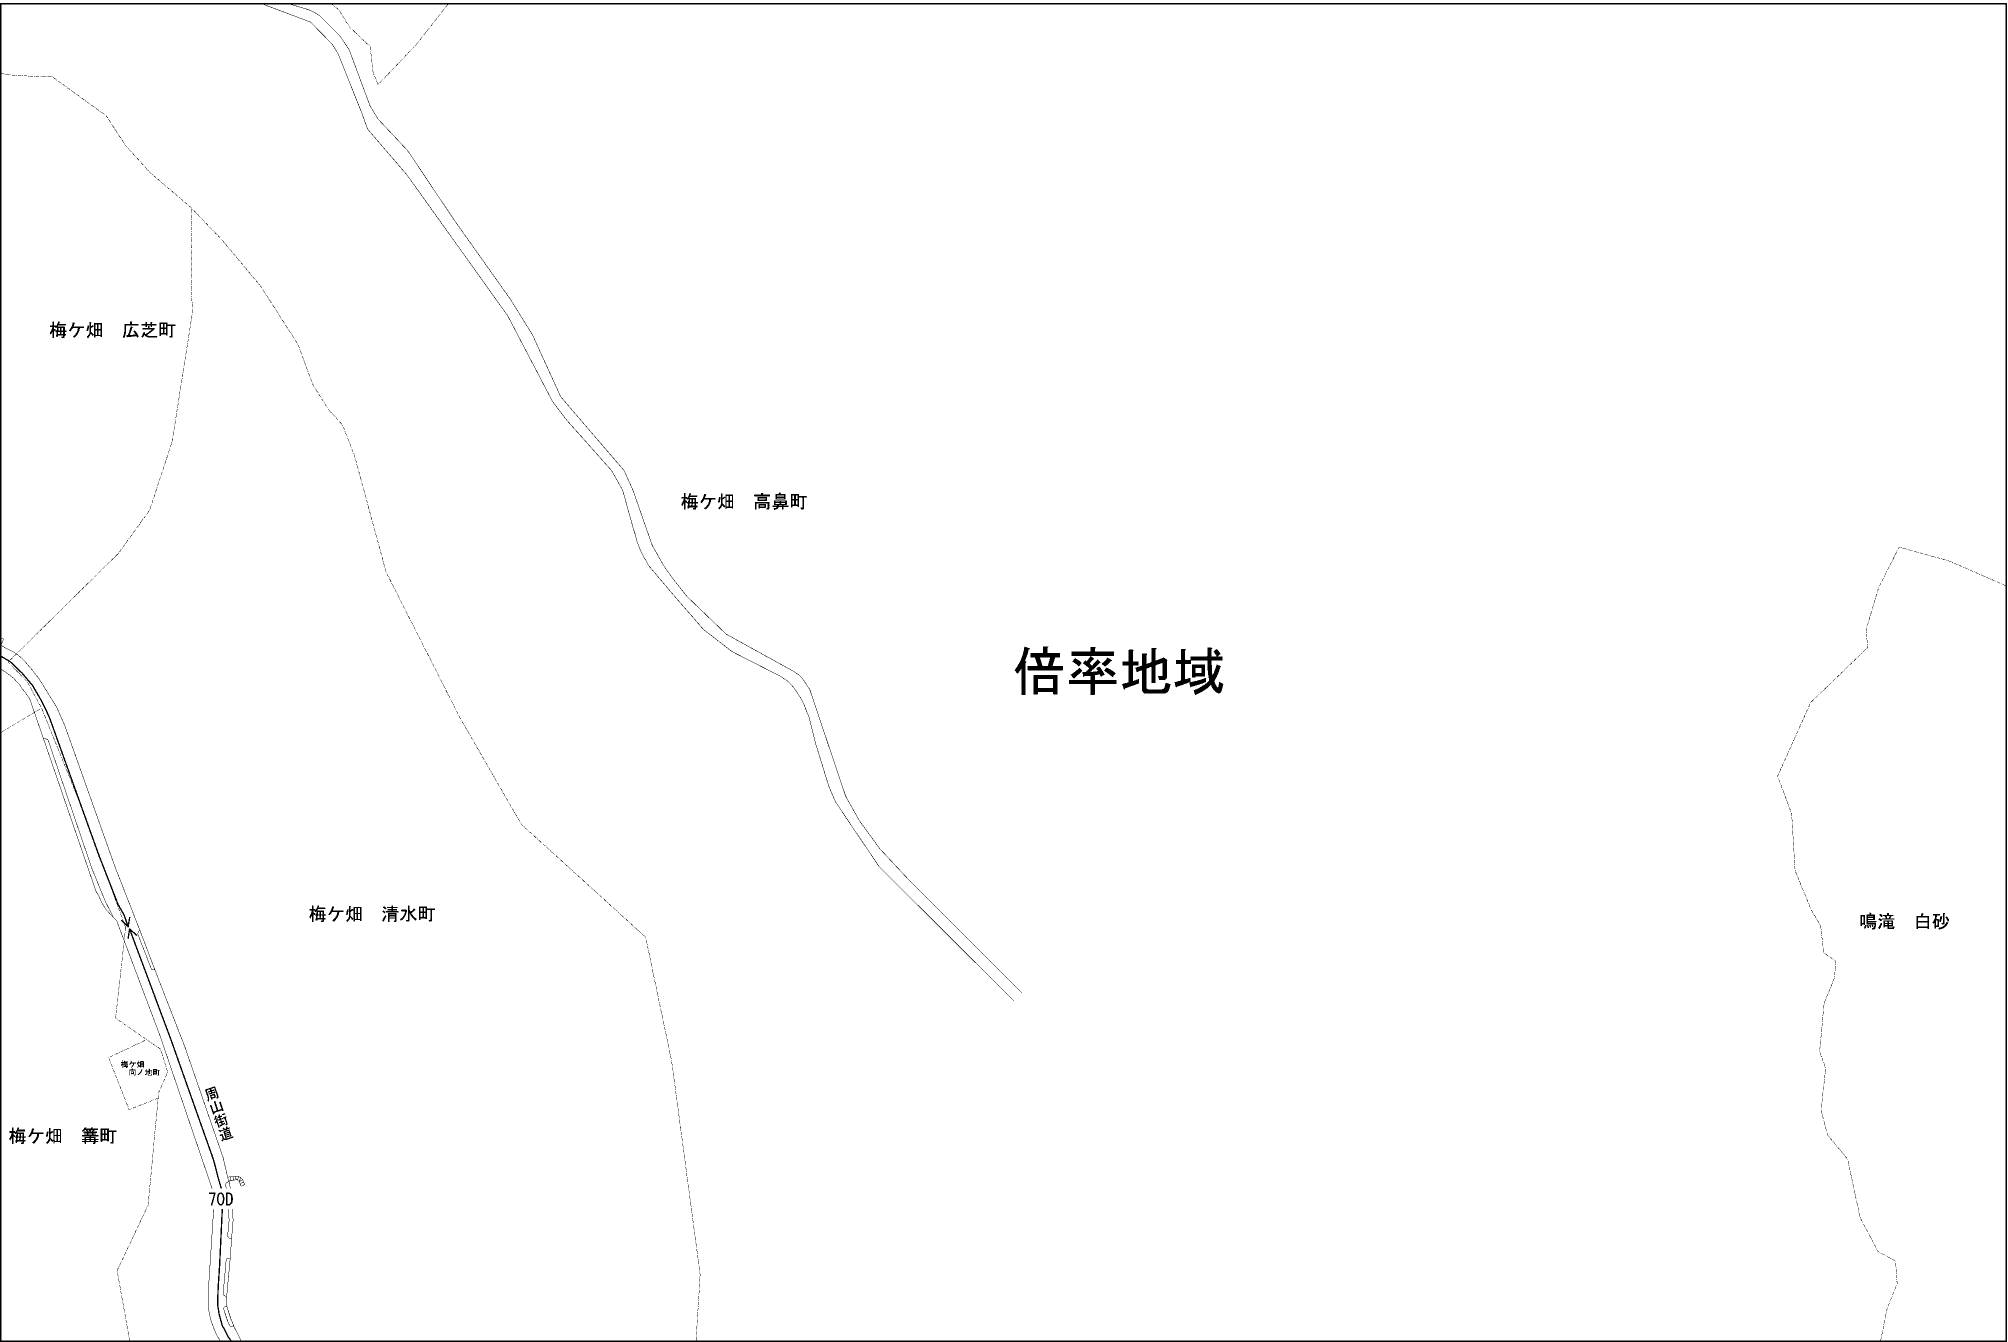 梅ケ畑　広芝町
梅ケ畑　高鼻町
倍率地域
梅ケ畑　清水町
鳴滝　白砂
梅ケ畑
向ノ地町
周山街道
梅ケ畑　篝町
70D